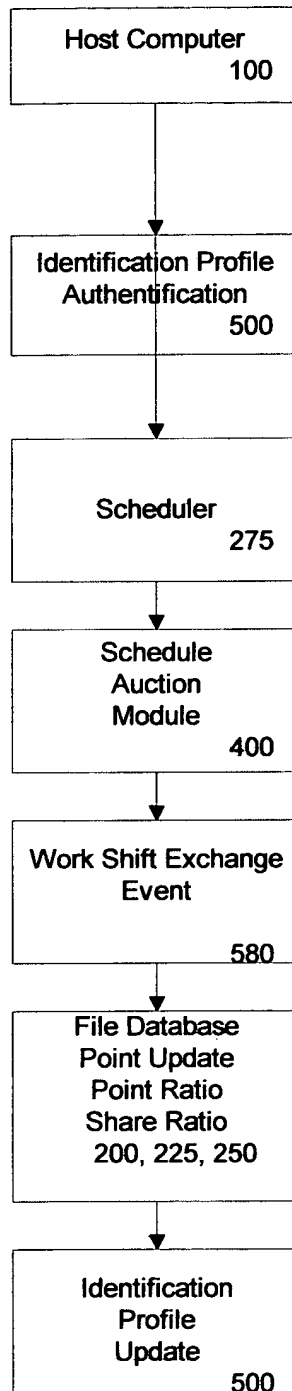 Host Computer
100
Identification Profile
Authentification
500
Scheduler
275
Schedule
Auction
Module
400
Work Shift Exchange
Event
580
File Database
Point Update
Point Ratio
Share Ratio
200, 225, 250
Identification
Profile
Update
500